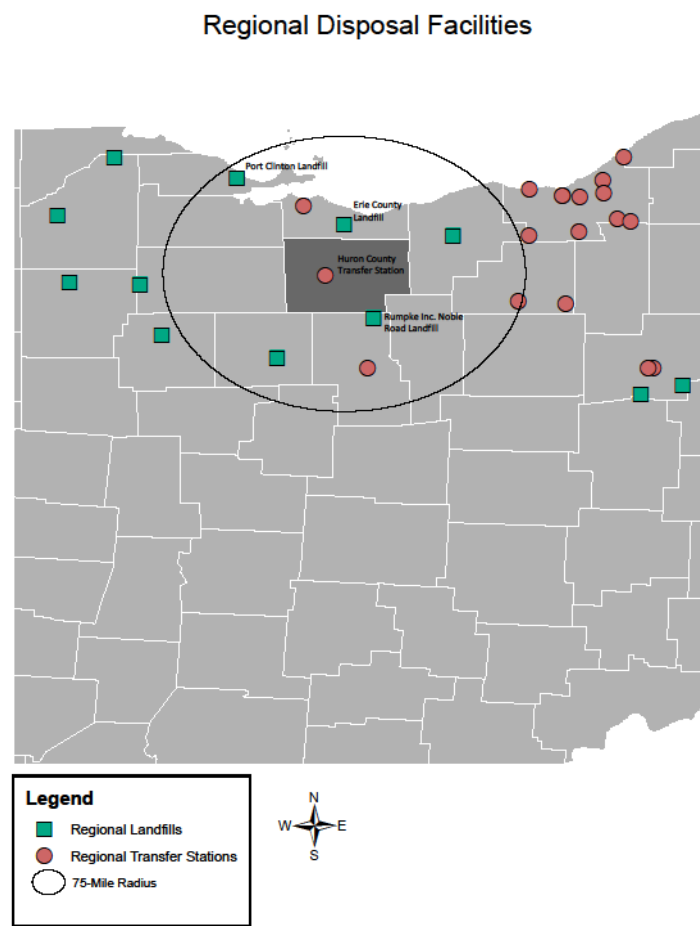 Regional Disposal Facilities
Port Clinton Landfill
Erie County
Landfill
Huron County
Transfer Station
Rumpke Inc. Noble
Road Landfill
Legend
Regional Landfills
Regional Transfer Stations
75-Mile Radius
N
W E
S